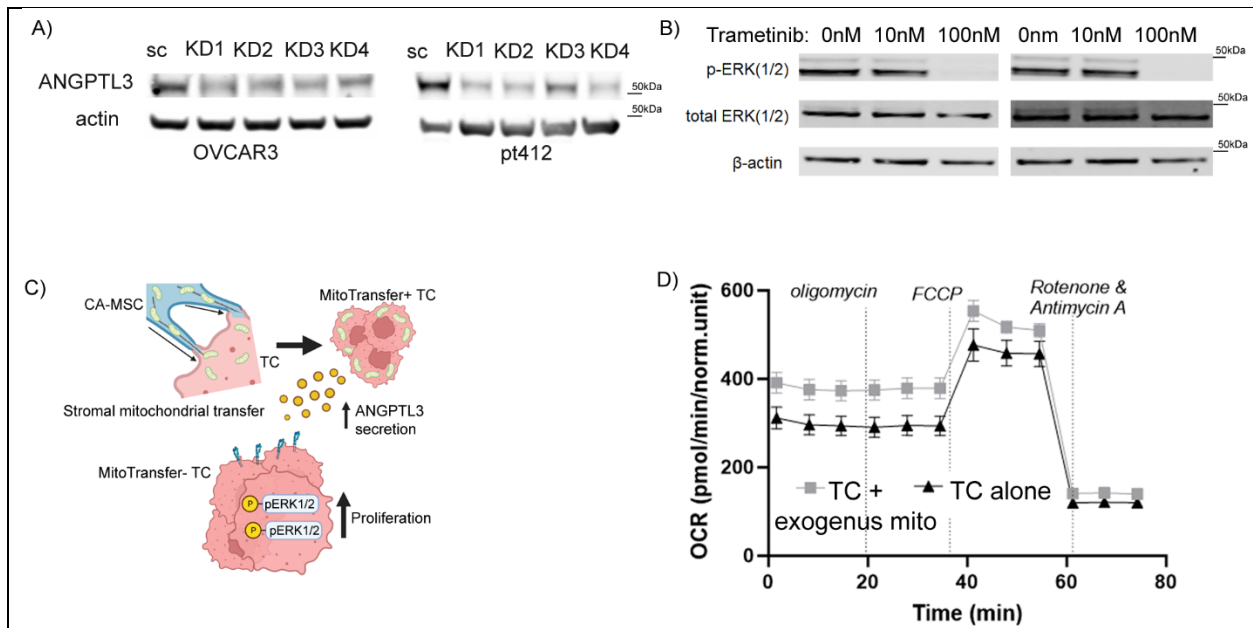 A)
sc KD1 KD2 KD3 KD4
sc KD1 KD2 KD3 KD4
ANGPTL3
50kDa
actin
50kDa
OVCAR3
pt412
B)
Trametinib: 0nM 10nM 100nM
0nm 10nM 100nM
p-ERK(1/2)
50kDa
total ERK(1/2)
50kDa
β-actin
50kDa
C)
CA-MSC
TC
MitoTransfer+ TC
Stromal mitochondrial transfer
ANGPTL3
secretion
MitoTransfer- TC
P
pERK1/2
P
pERK1/2
Proliferation
D)
OCR (pmol/min/norm.unit)
600
400
200
0
oligomycin
FCCP
Rotenone &
Antimycin A
TC +
exogenus mito
TC alone
0 20 40 60 80
Time (min)